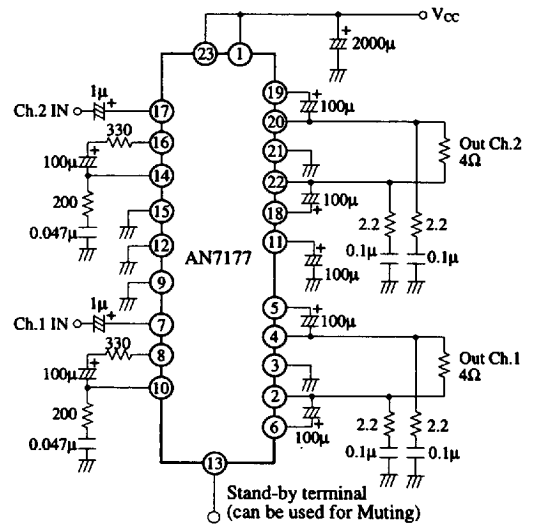 Vcc
2000μ
23
1
1μ
Ch.2 IN
17
330
16
100μ
14
200
0.047μ
15
12
9
1μ
Ch.1 IN
7
330
8
100μ
10
200
0.047μ
AN7177
19
100μ
20
21
22
100μ
18
11
100μ
Out Ch.2
4Ω
2.2
2.2
0.1μ
0.1μ
5
100μ
4
3
2
100μ
6
Out Ch.1
4Ω
2.2
2.2
0.1μ
0.1μ
13
Stand-by terminal
(can be used for Muting)